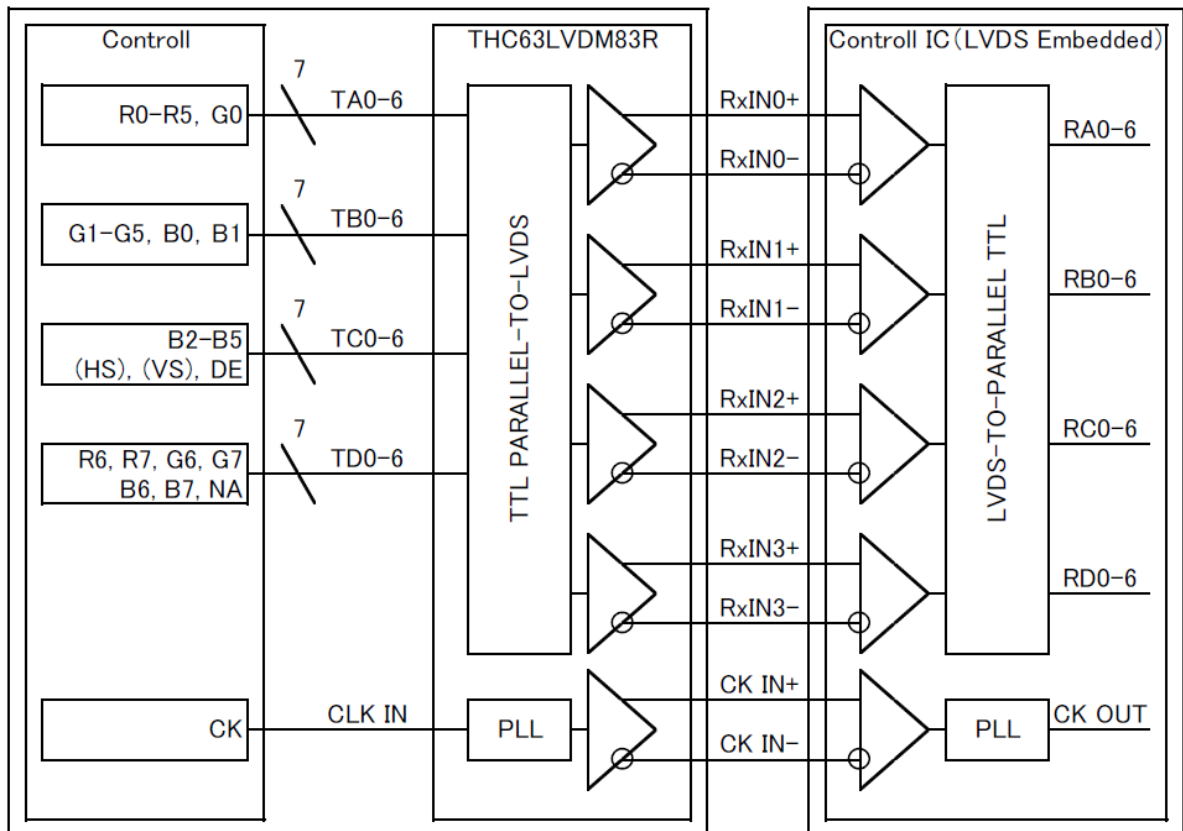 Controll
THC63LVDM83R
Controll IC(LVDS Embedded)
R0-R5, G0
7
TA0-6
G1-G5, B0, B1
7
TB0-6
B2-B5
(HS), (VS), DE
7
TC0-6
R6, R7, G6, G7
B6, B7, NA
7
TD0-6
CK
CLK IN
TTL PARALLEL-TO-LVDS
PLL
RxIN0+
RxIN0-
RxIN1+
RxIN1-
RxIN2+
RxIN2-
RxIN3+
RxIN3-
CK IN+
CK IN-
LVDS-TO-PARALLEL TTL
PLL
RA0-6
RB0-6
RC0-6
RD0-6
CK OUT